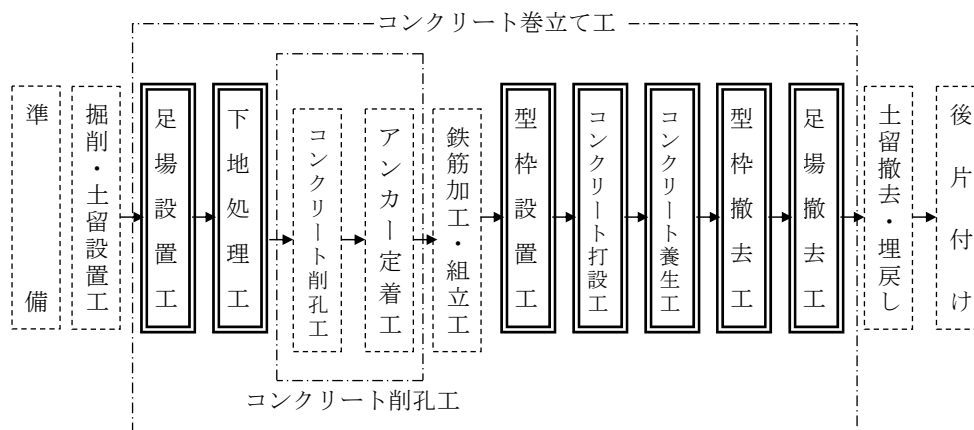 コンクリート巻立て工
準備
掘削・土留設置工
足場設置工
下地処理工
コンクリート削孔工
アンカー定着工
鉄筋加工・組立工
型枠設置工
コンクリート打設工
コンクリート養生工
型枠撤去工
足場撤去工
土留撤去・埋戻し
後片付け
コンクリート削孔工